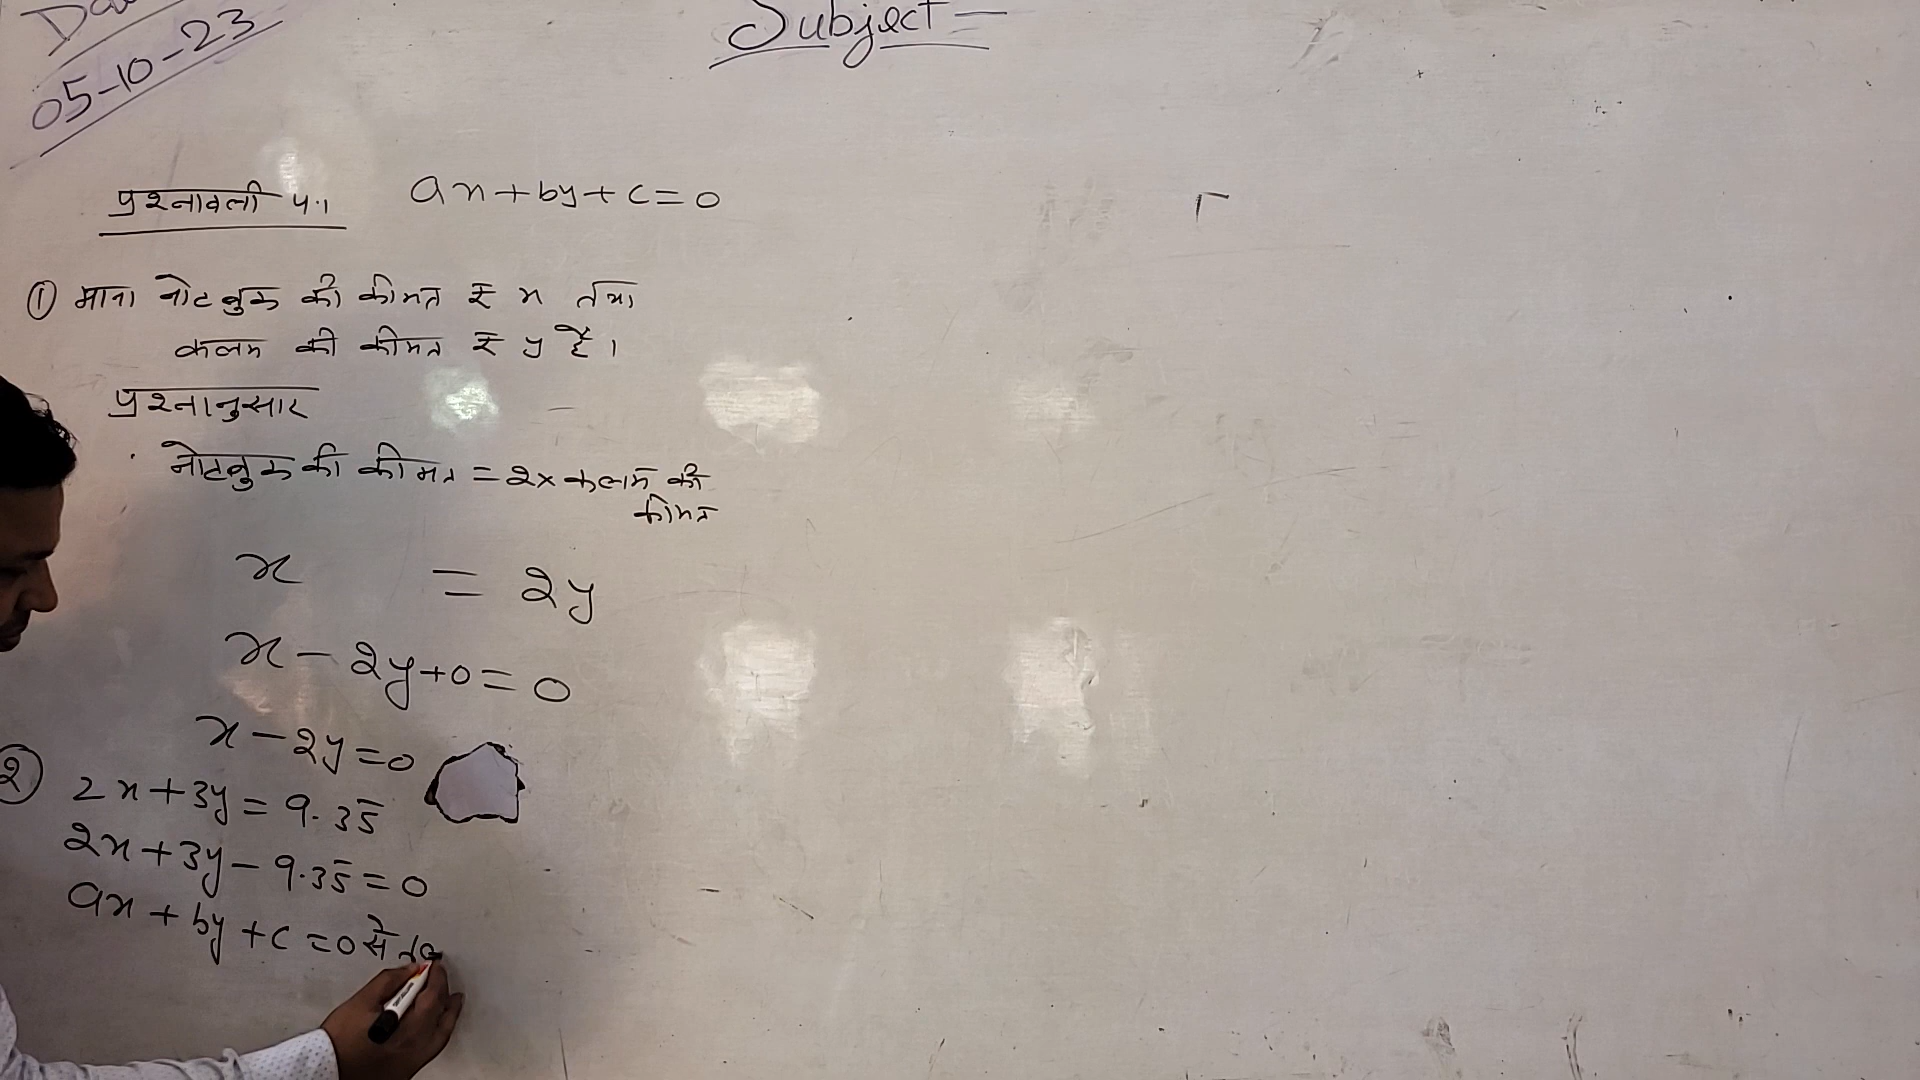 05-10-23
Subject -
प्रश्नावली 4.1 ax+by+c=0
① माना नोटबुक की कीमत ₹ x तथा
कलम की कीमत ₹ y है।
प्रश्नानुसार
नोटबुक की कीमत = 2× कलम की
कीमत
x = 2y
x - 2y+0=0
x-2y=0
② 2x+3y=9.35
2x+3y-9.35=0
ax+by+c=0 से